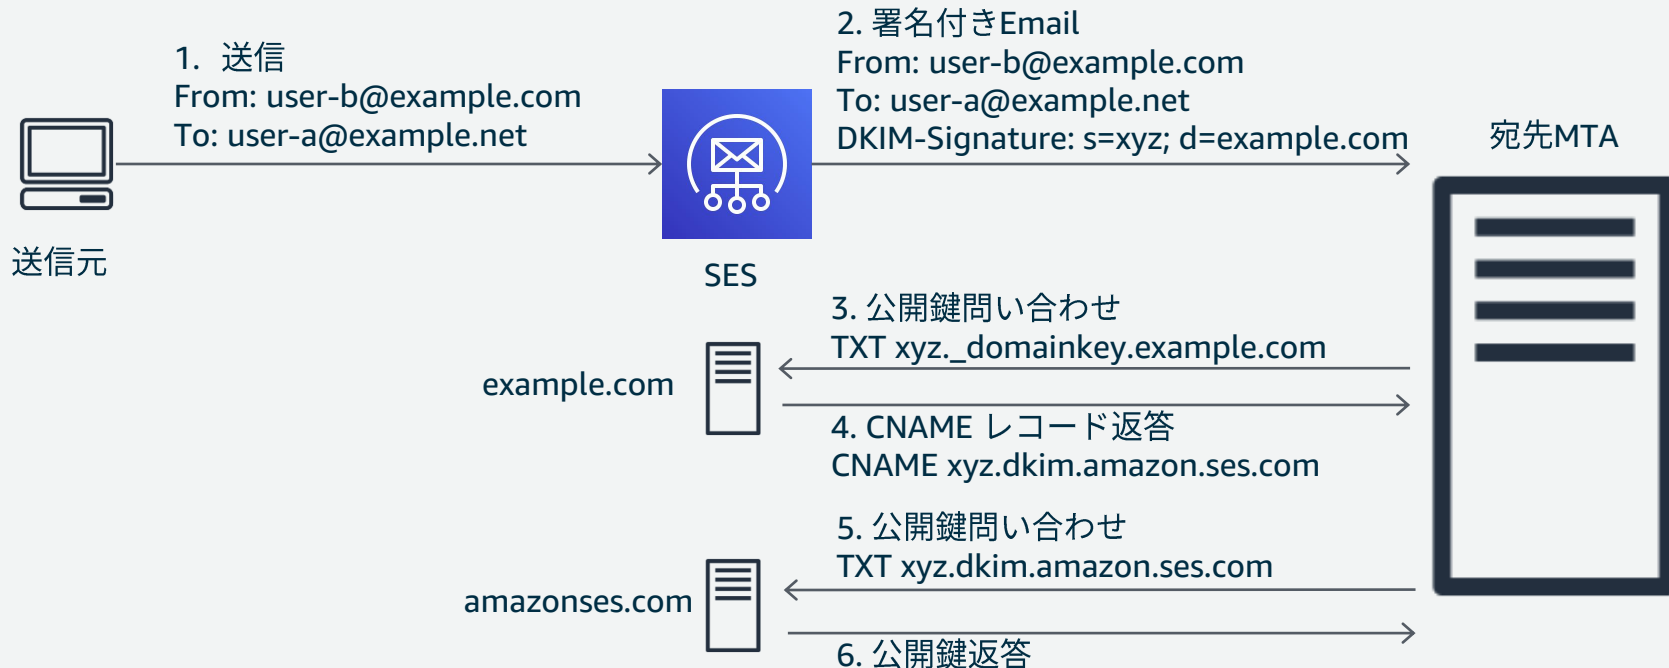 1. 送信
From: user-b@example.com
To: user-a@example.net
送信元
SES
2. 署名付きEmail
From: user-b@example.com
To: user-a@example.net
DKIM-Signature: s=xyz; d=example.com
宛先MTA
3. 公開鍵問い合わせ
TXT xyz._domainkey.example.com
example.com
4. CNAME レコード返答
CNAME xyz.dkim.amazon.ses.com
5. 公開鍵問い合わせ
TXT xyz.dkim.amazon.ses.com
amazonses.com
6. 公開鍵返答